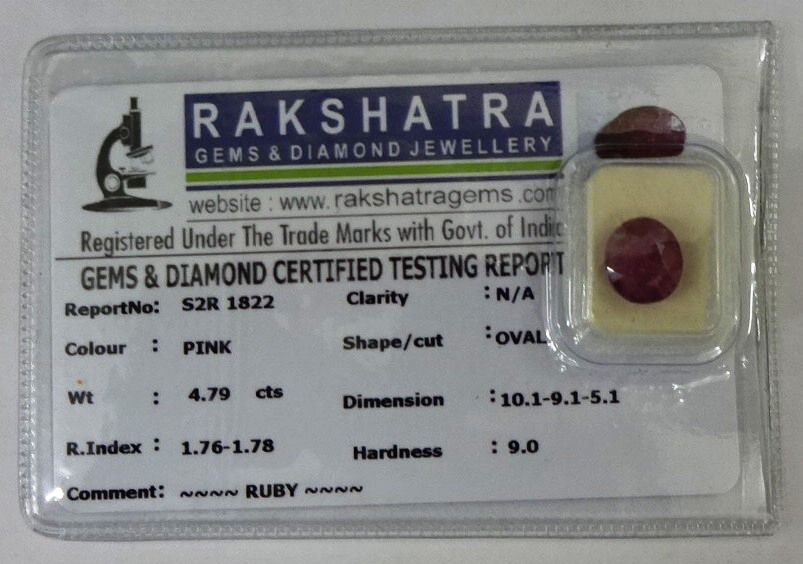 RAKSHATRA
GEMS & DIAMOND JEWELLERY
website : www.rakshatragems.com
Registered Under The Trade Marks with Govt. of India
GEMS & DIAMOND CERTIFIED TESTING REPORT
ReportNo: S2R 1822 Clarity : N/A
Colour : PINK Shape/cut : OVAL
Wt : 4.79 cts Dimension : 10.1-9.1-5.1
R.Index : 1.76-1.78 Hardness : 9.0
Comment: ~~~~ RUBY ~~~~